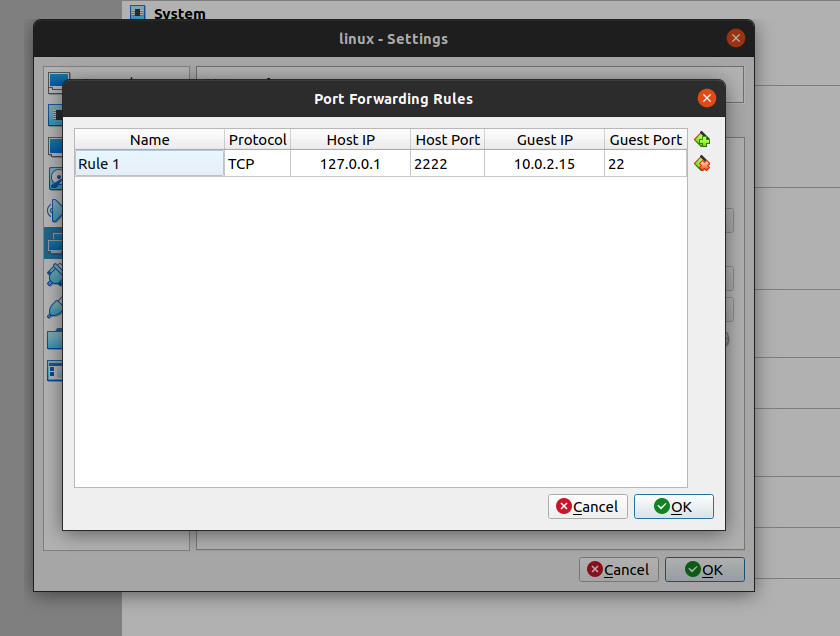 System
linux - Settings
Port Forwarding Rules
Name Protocol Host IP Host Port Guest IP Guest Port
Rule 1 TCP 127.0.0.1 2222 10.0.2.15 22
Cancel OK
Cancel OK